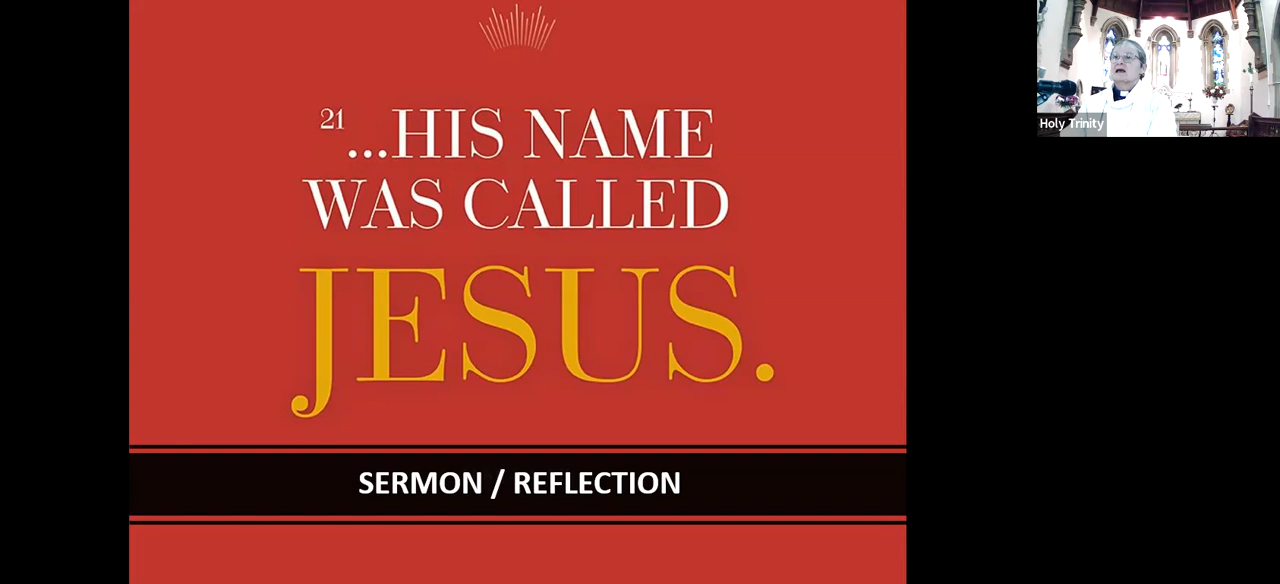 21 ...HIS NAME
WAS CALLED
JESUS.
SERMON / REFLECTION
Holy Trinity